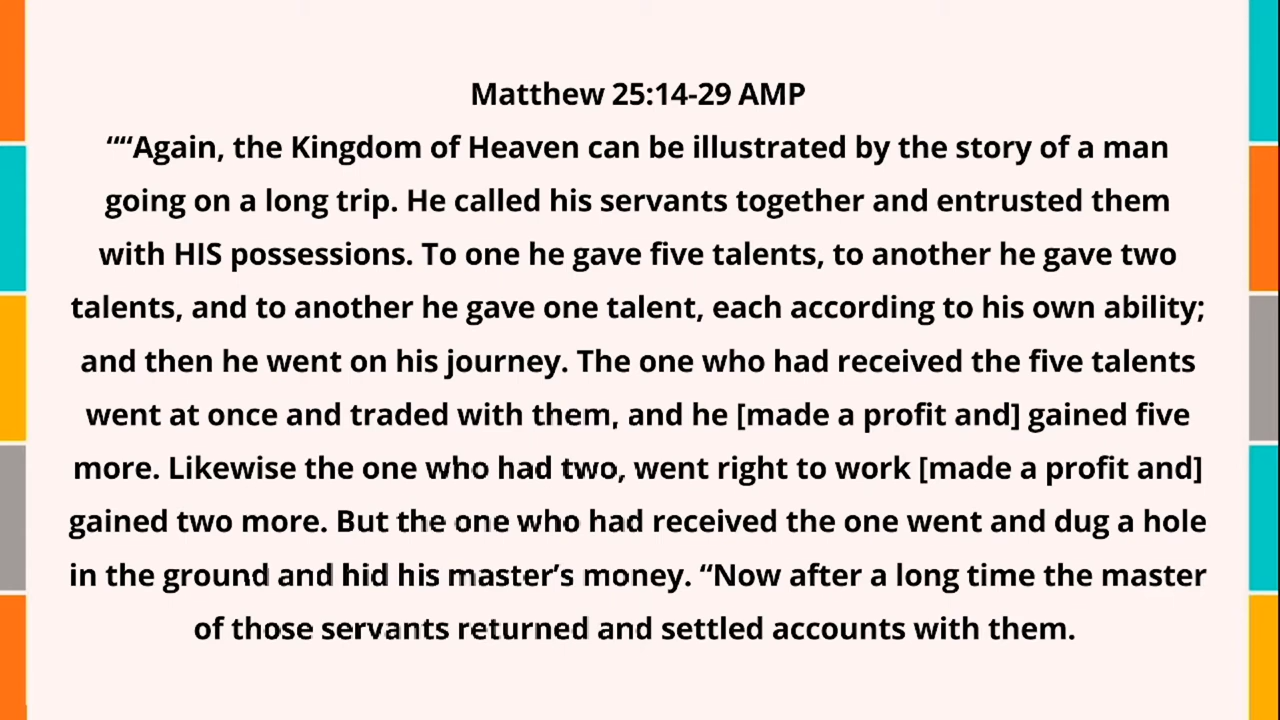 Matthew 25:14-29 AMP
““Again, the Kingdom of Heaven can be illustrated by the story of a man
going on a long trip. He called his servants together and entrusted them
with HIS possessions. To one he gave five talents, to another he gave two
talents, and to another he gave one talent, each according to his own ability;
and then he went on his journey. The one who had received the five talents
went at once and traded with them, and he [made a profit and] gained five
more. Likewise the one who had two, went right to work [made a profit and]
gained two more. But the one who had received the one went and dug a hole
in the ground and hid his master’s money. “Now after a long time the master
of those servants returned and settled accounts with them.